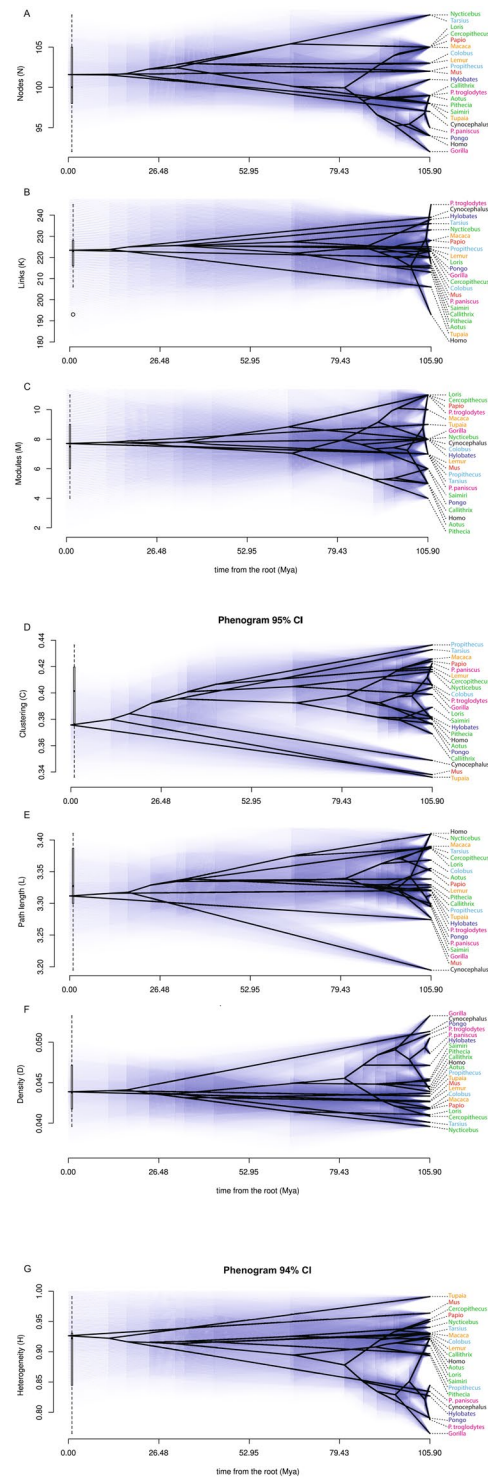 A
Nodes (N)
105
100
95
0.00
26.48
52.95
79.43
105.90
Nycticebus
Tarsius
Loris
Cercopithecus
Papio
Macaca
Colobus
Lemur
Propithecus
Mus
Hylobates
Callithrix
P.troglodytes
Aotus
Pithecia
Saimiri
Tupaia
Cynocephalus
P.paniscus
Pongo
Homo
Gorilla
B
Links (K)
240
230
220
210
200
190
180
0.00
26.48
52.95
79.43
105.90
P.troglodytes
Cynocephalus
Hylobates
Tarsius
Nycticebus
Macaca
Papio
Propithecus
Lemur
Loris
Pongo
Gorilla
Cercopithecus
Colobus
Mus
P.paniscus
Saimiri
Callithrix
Pithecia
Aotus
Tupaia
Homo
C
Modules (M)
10
8
6
4
2
0.00
26.48
52.95
79.43
105.90
time from the root (Mya)
Loris
Cercopithecus
Papio
P.troglodytes
Macaca
Tupaia
Gorilla
Nycticebus
Cynocephalus
Colobus
Hylobates
Lemur
Mus
Propithecus
Tarsius
P.paniscus
Saimiri
Pongo
Callithrix
Homo
Aotus
Pithecia
Phenogram 95% CI
D
Clustering (C)
0.44
0.42
0.40
0.38
0.36
0.34
0.00
26.48
52.95
79.43
105.90
Propithecus
Tarsius
Macaca
Papio
P.paniscus
Lemur
Cercopithecus
Nycticebus
Colobus
P.troglodytes
Gorilla
Loris
Saimiri
Hylobates
Pithecia
Homo
Aotus
Pongo
Callithrix
Cynocephalus
Mus
Tupaia
E
Path length (L)
3.40
3.35
3.30
3.20
0.00
26.48
52.95
79.43
105.90
Homo
Nycticebus
Macaca
Tarsius
Cercopithecus
Loris
Colobus
Aotus
Papio
Lemur
Pithecia
Callithrix
Propithecus
Tupaia
Hylobates
P.troglodytes
Pongo
P.paniscus
Saimiri
Gorilla
Mus
Cynocephalus
F
Density (D)
0.050
0.045
0.040
0.00
26.48
52.95
79.43
105.90
time from the root (Mya)
Gorilla
Cynocephalus
Pongo
P.troglodytes
P.paniscus
Hylobates
Saimiri
Pithecia
Callithrix
Homo
Aotus
Propithecus
Tupaia
Mus
Lemur
Colobus
Macaca
Papio
Loris
Cercopithecus
Tarsius
Nycticebus
Phenogram 94% CI
G
Heterogeneity (H)
1.00
0.95
0.90
0.85
0.80
0.00
26.48
52.95
79.43
105.90
time from the root (Mya)
Tupaia
Mus
Cercopithecus
Papio
Nycticebus
Tarsius
Macaca
Colobus
Lemur
Callithrix
Homo
Aotus
Loris
Saimiri
Propithecus
Pithecia
P. paniscus
Cynocephalus
Hylobates
Pongo
P.troglodytes
Gorilla